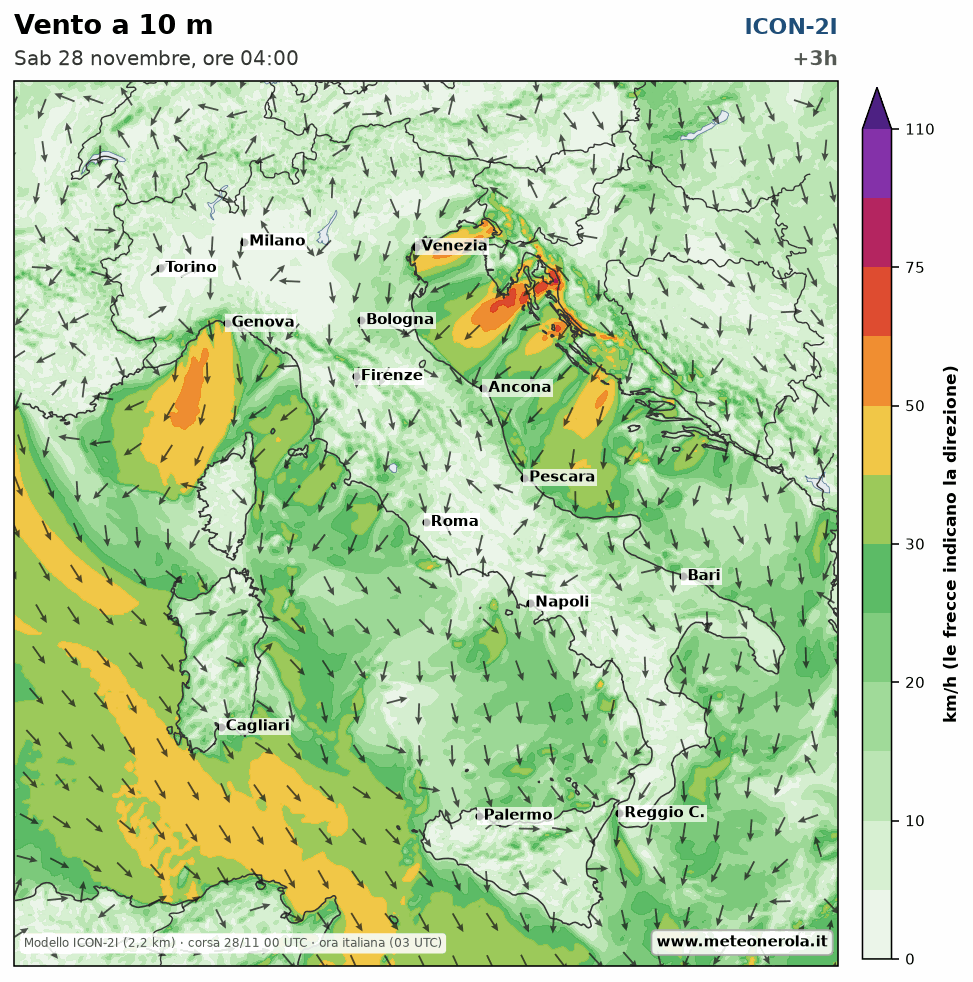 Vento a 10 m
ICON-2I
Sab 28 novembre, ore 04:00
+3h
Milano
Venezia
Torino
Genova
Bologna
Firenze
Ancona
Pescara
Roma
Bari
Napoli
Cagliari
Palermo
Reggio C.
Modello ICON-2I (2,2 km) · corsa 28/11 00 UTC · ora italiana (03 UTC)
www.meteonerola.it
110
75
50
30
20
10
0
km/h (le frecce indicano la direzione)